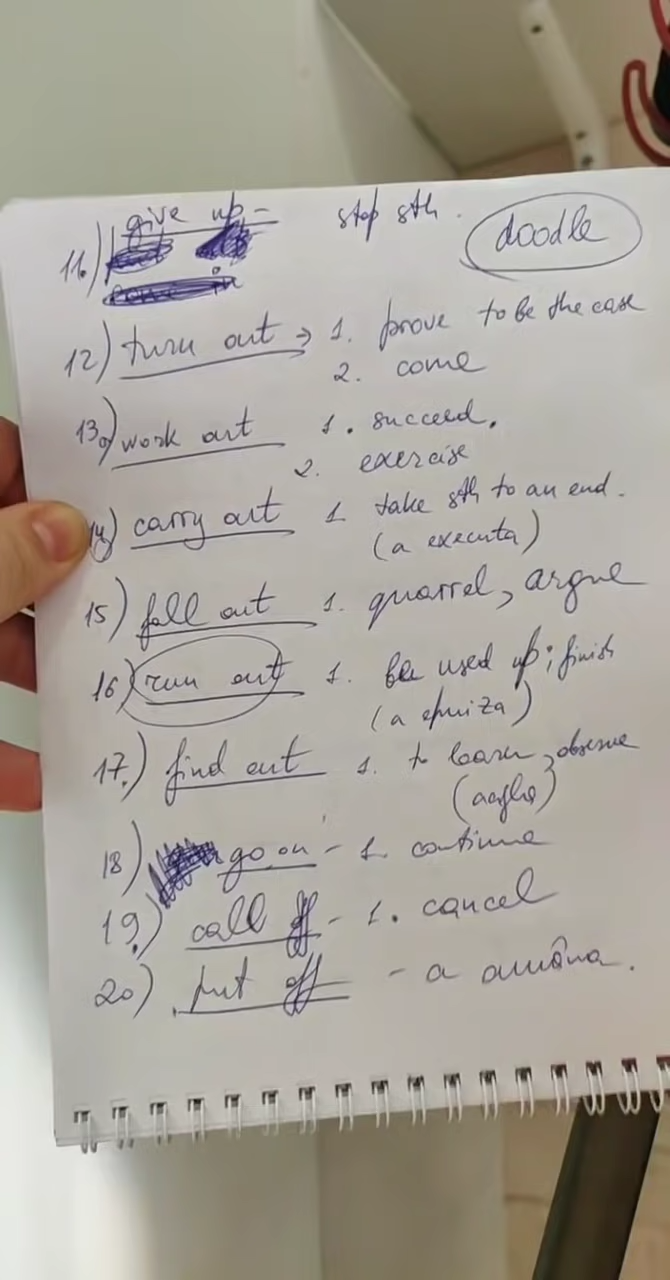 give up - stop sth.
doodle
11.)
come in
12) turn out → 1. prove to be the case
2. come
13.) work out 1. succeed.
2. exercise
14) carry out 1. take sth to an end.
(a executa)
15) fall out 1. quarrel, argue
16) run out 1. be used up; finish
(a epuiza)
17.) find out 1. to learn, observe
(a afla)
18) go on - 1. continue
19.) call off - 1. cancel
20) put off - a amâna.